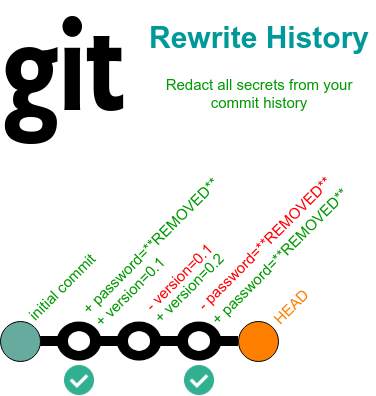 git
Rewrite History
Redact all secrets from your
commit history
initial commit
+ password=**REMOVED**
+ version=0.1
- version=0.1
+ version=0.2
- password=**REMOVED**
+ password=**REMOVED**
HEAD